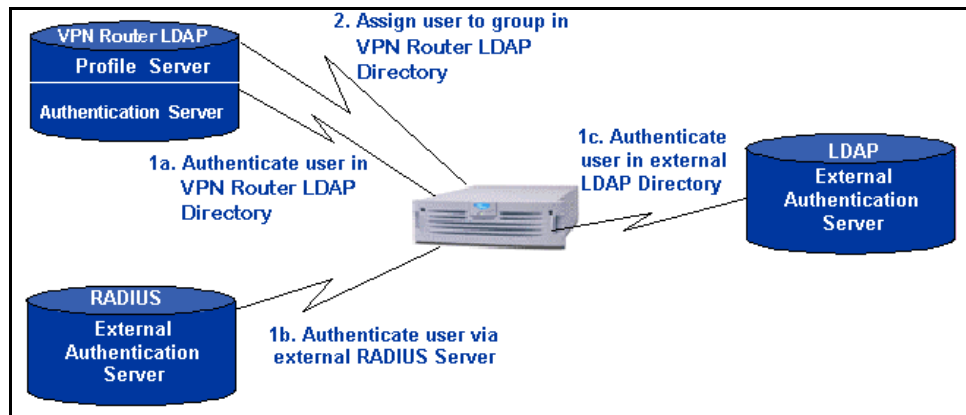 VPN Router LDAP
Profile Server
Authentication Server
2. Assign user to group in
VPN Router LDAP
Directory
1a. Authenticate user in
VPN Router LDAP
Directory
1c. Authenticate
user in external
LDAP Directory
LDAP
External
Authentication
Server
RADIUS
External
Authentication
Server
1b. Authenticate user via
external RADIUS Server